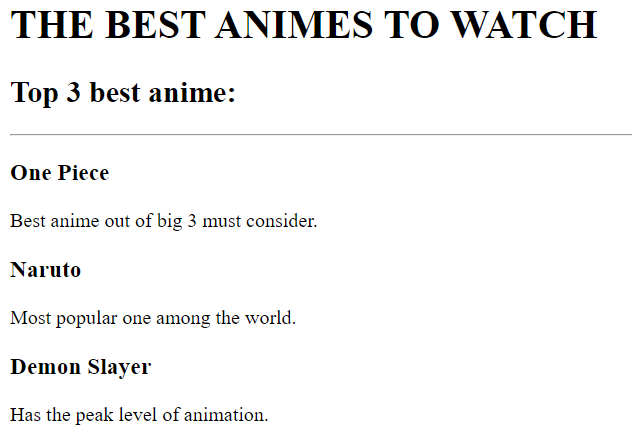 THE BEST ANIMES TO WATCH
Top 3 best anime:
One Piece
Best anime out of big 3 must consider.
Naruto
Most popular one among the world.
Demon Slayer
Has the peak level of animation.